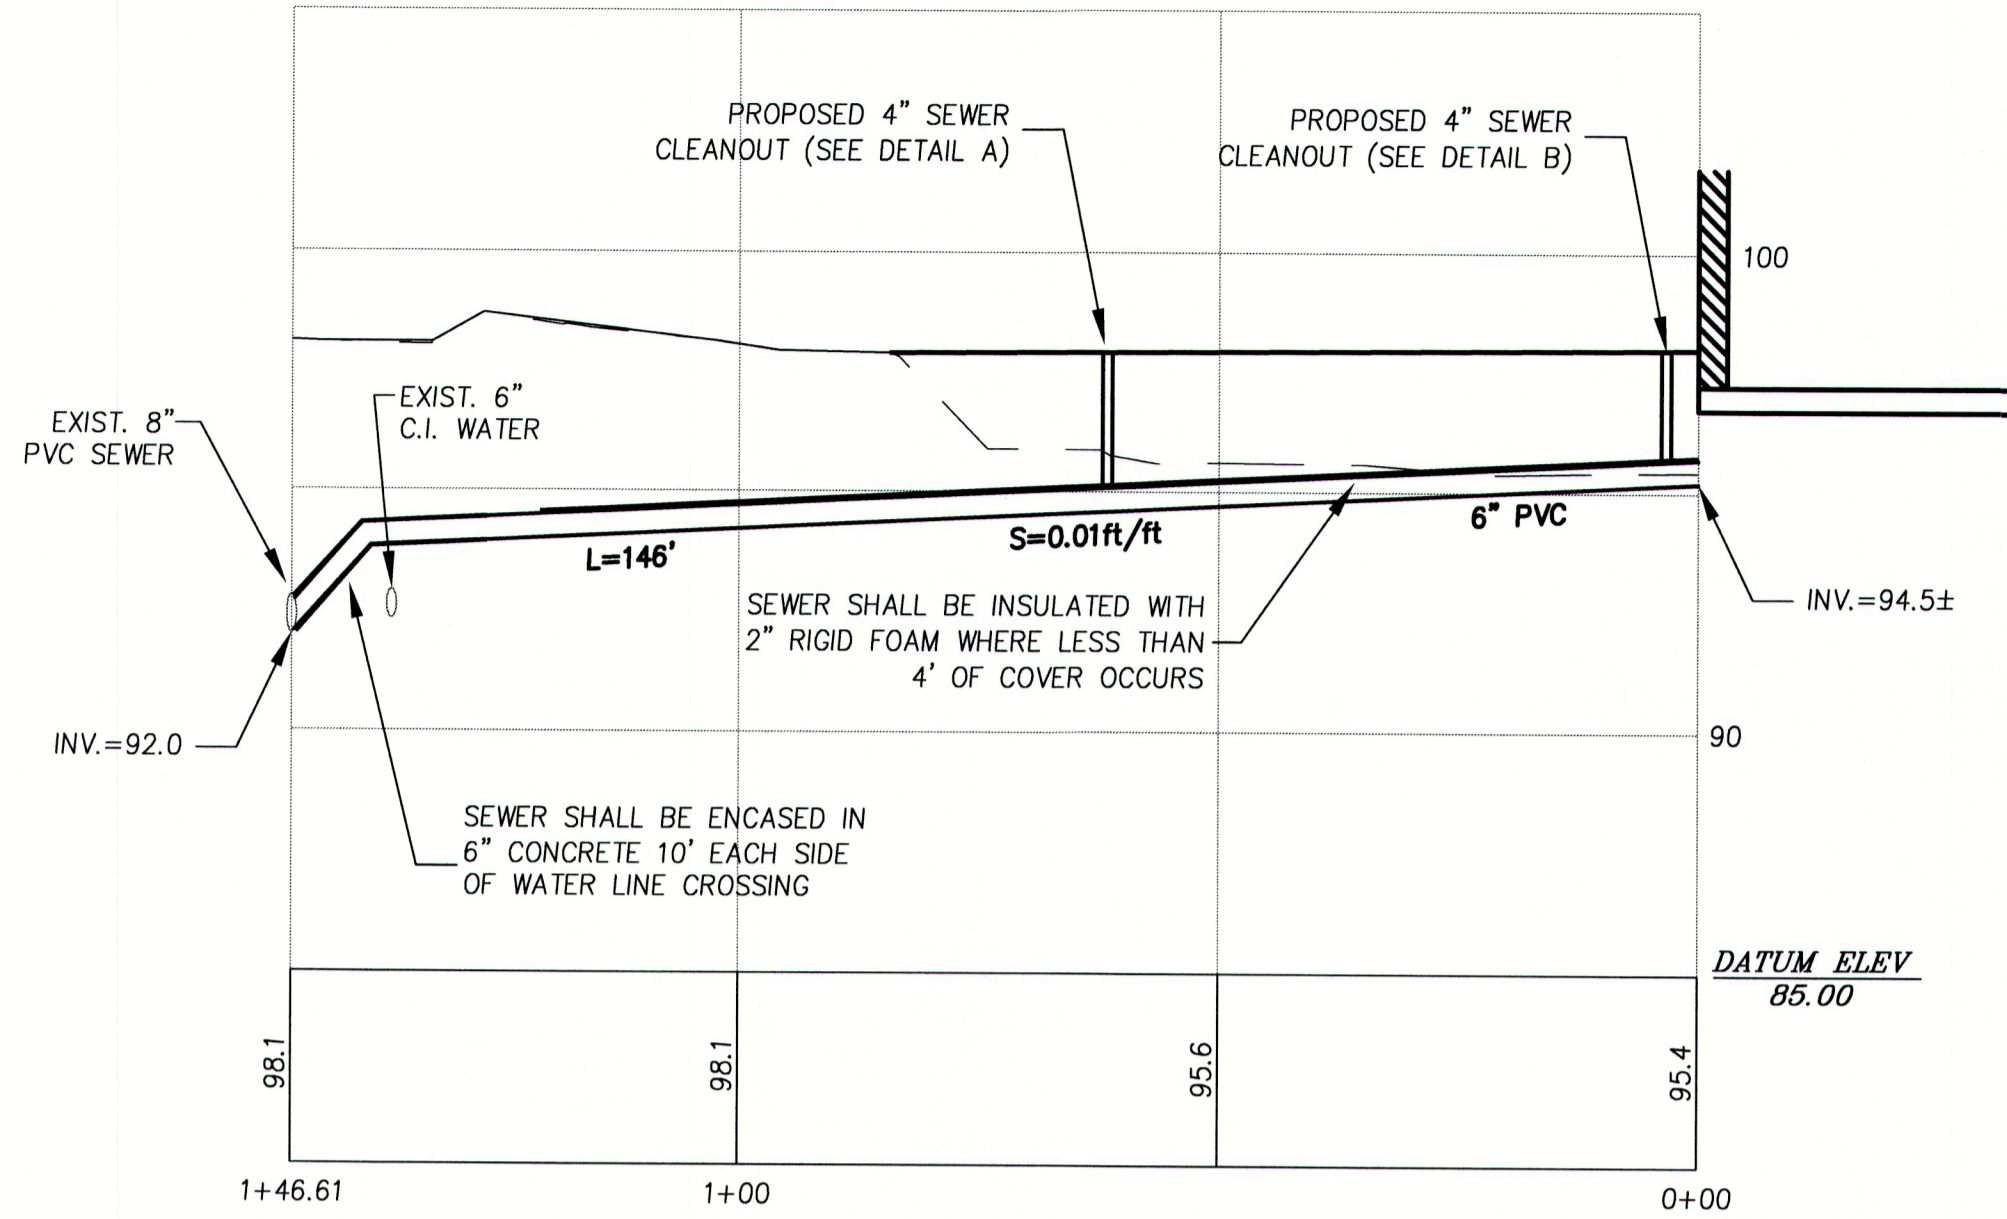 PROPOSED 4” SEWER
CLEANOUT (SEE DETAIL A)
PROPOSED 4” SEWER
CLEANOUT (SEE DETAIL B)
100
EXIST. 6”
C.I. WATER
EXIST. 8”
PVC SEWER
6” PVC
S=0.01ft/ft
L=146'
SEWER SHALL BE INSULATED WITH
2” RIGID FOAM WHERE LESS THAN
4' OF COVER OCCURS
INV.=94.5±
INV.=92.0
90
SEWER SHALL BE ENCASED IN
6” CONCRETE 10' EACH SIDE
OF WATER LINE CROSSING
DATUM ELEV
85.00
98.1
98.1
95.6
95.4
1+46.61
1+00
0+00